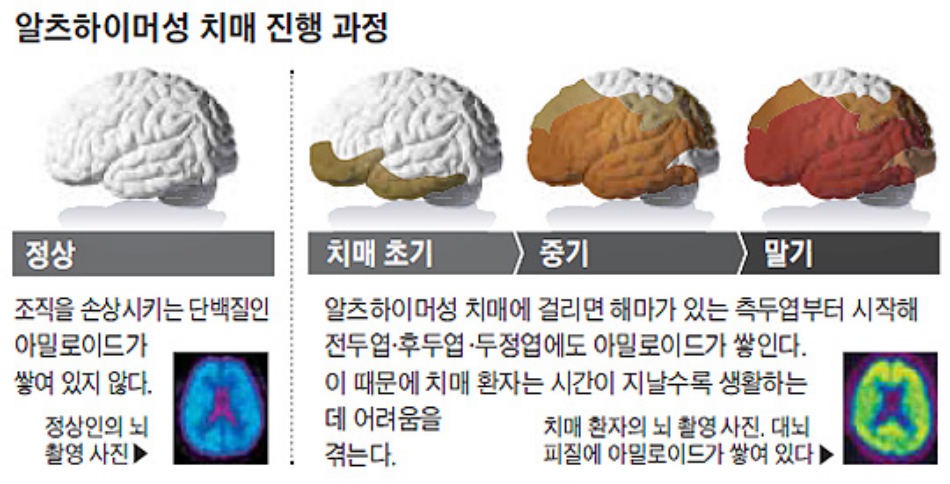 알츠하이머성 치매 진행 과정
정상
치매 초기
중기
말기
조직을 손상시키는 단백질인
아밀로이드가
쌓여 있지 않다.
정상인의 뇌
촬영 사진▶
알츠하이머성 치매에 걸리면 해마가 있는 측두엽부터 시작해
전두엽·후두엽·두정엽에도 아밀로이드가 쌓인다.
이 때문에 치매 환자는 시간이 지날수록 생활하는
데 어려움을
겪는다.
치매 환자의 뇌 촬영 사진. 대뇌
피질에 아밀로이드가 쌓여 있다▶